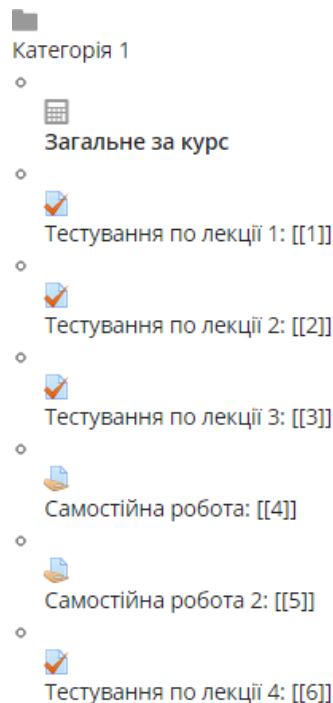 Категорія 1
Загальне за курс
Тестування по лекції 1: [[1]]
Тестування по лекції 2: [[2]]
Тестування по лекції 3: [[3]]
Самостійна робота: [[4]]
Самостійна робота 2: [[5]]
Тестування по лекції 4: [[6]]